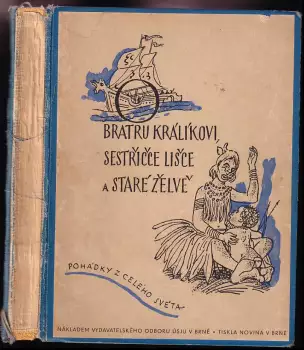 BRATRU KRÁLÍKOVI,
SESTŘIČCE LIŠCE
A STARÉ ŽELVĚ
POHÁDKY Z CELÉHO SVĚTA
NÁKLADEM VYDAVATELSKÉHO ODBORU ÚSJU V BRNĚ • TISKLA NOVINA V BRNĚ